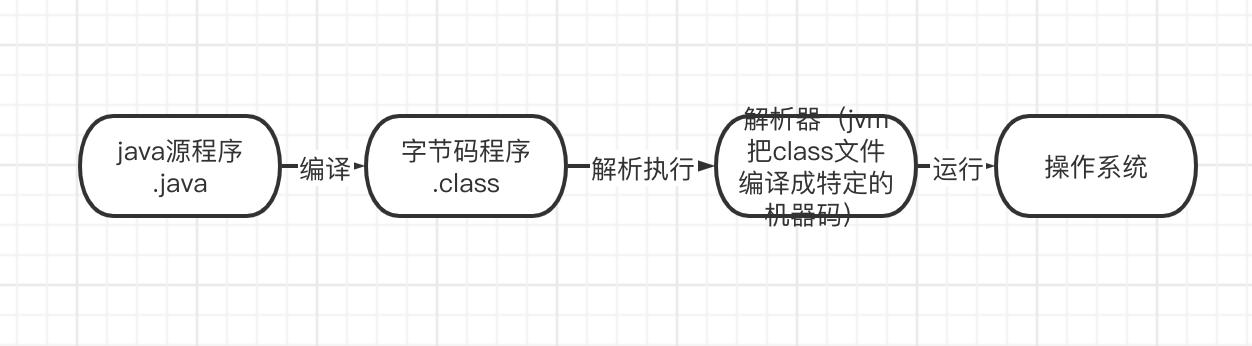 java源程序
.java
编译
字节码程序
.class
解析执行
解析器（jvm
把class文件
编译成特定的
机器码）
运行
操作系统